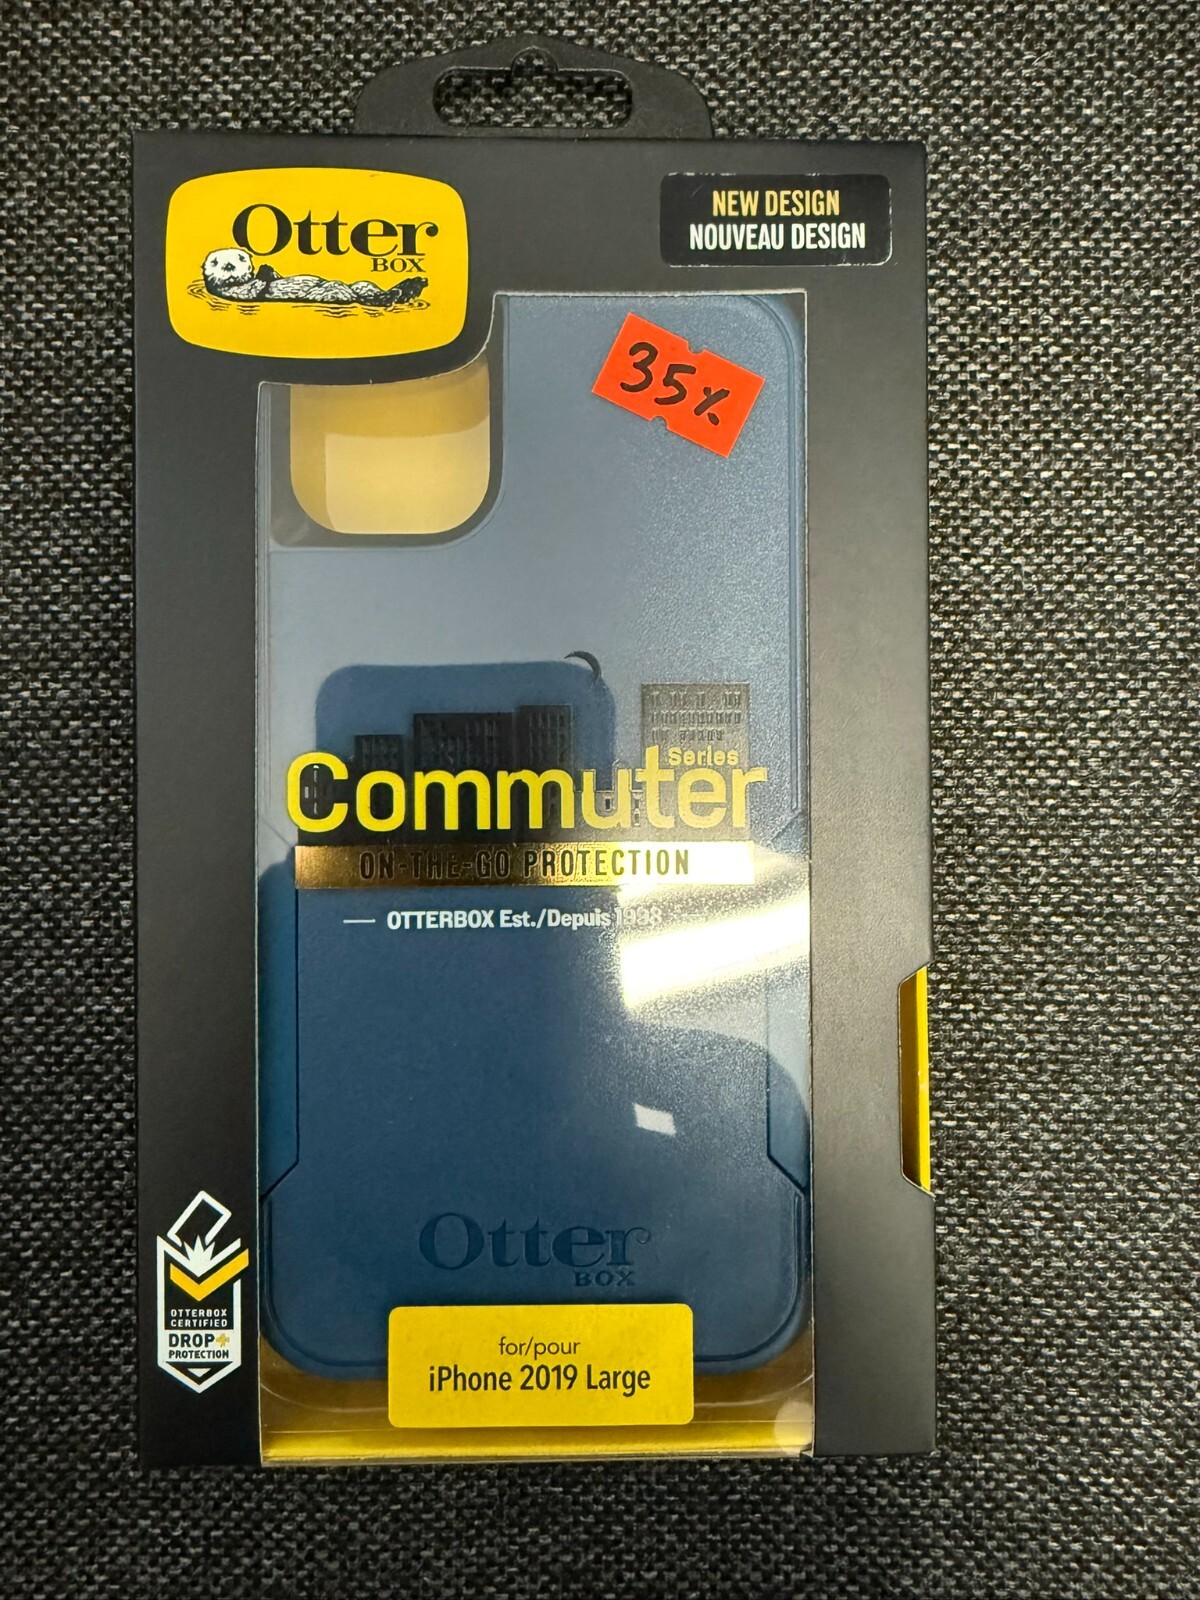 Otter
BOX
NEW DESIGN
NOUVEAU DESIGN
35%
Series
Commuter
ON-THE-GO PROTECTION
OTTERBOX Est./Depuis 1998
Otter
BOX
OTTERBOX
CERTIFIED
DROP+
PROTECTION
for/pour
iPhone 2019 Large